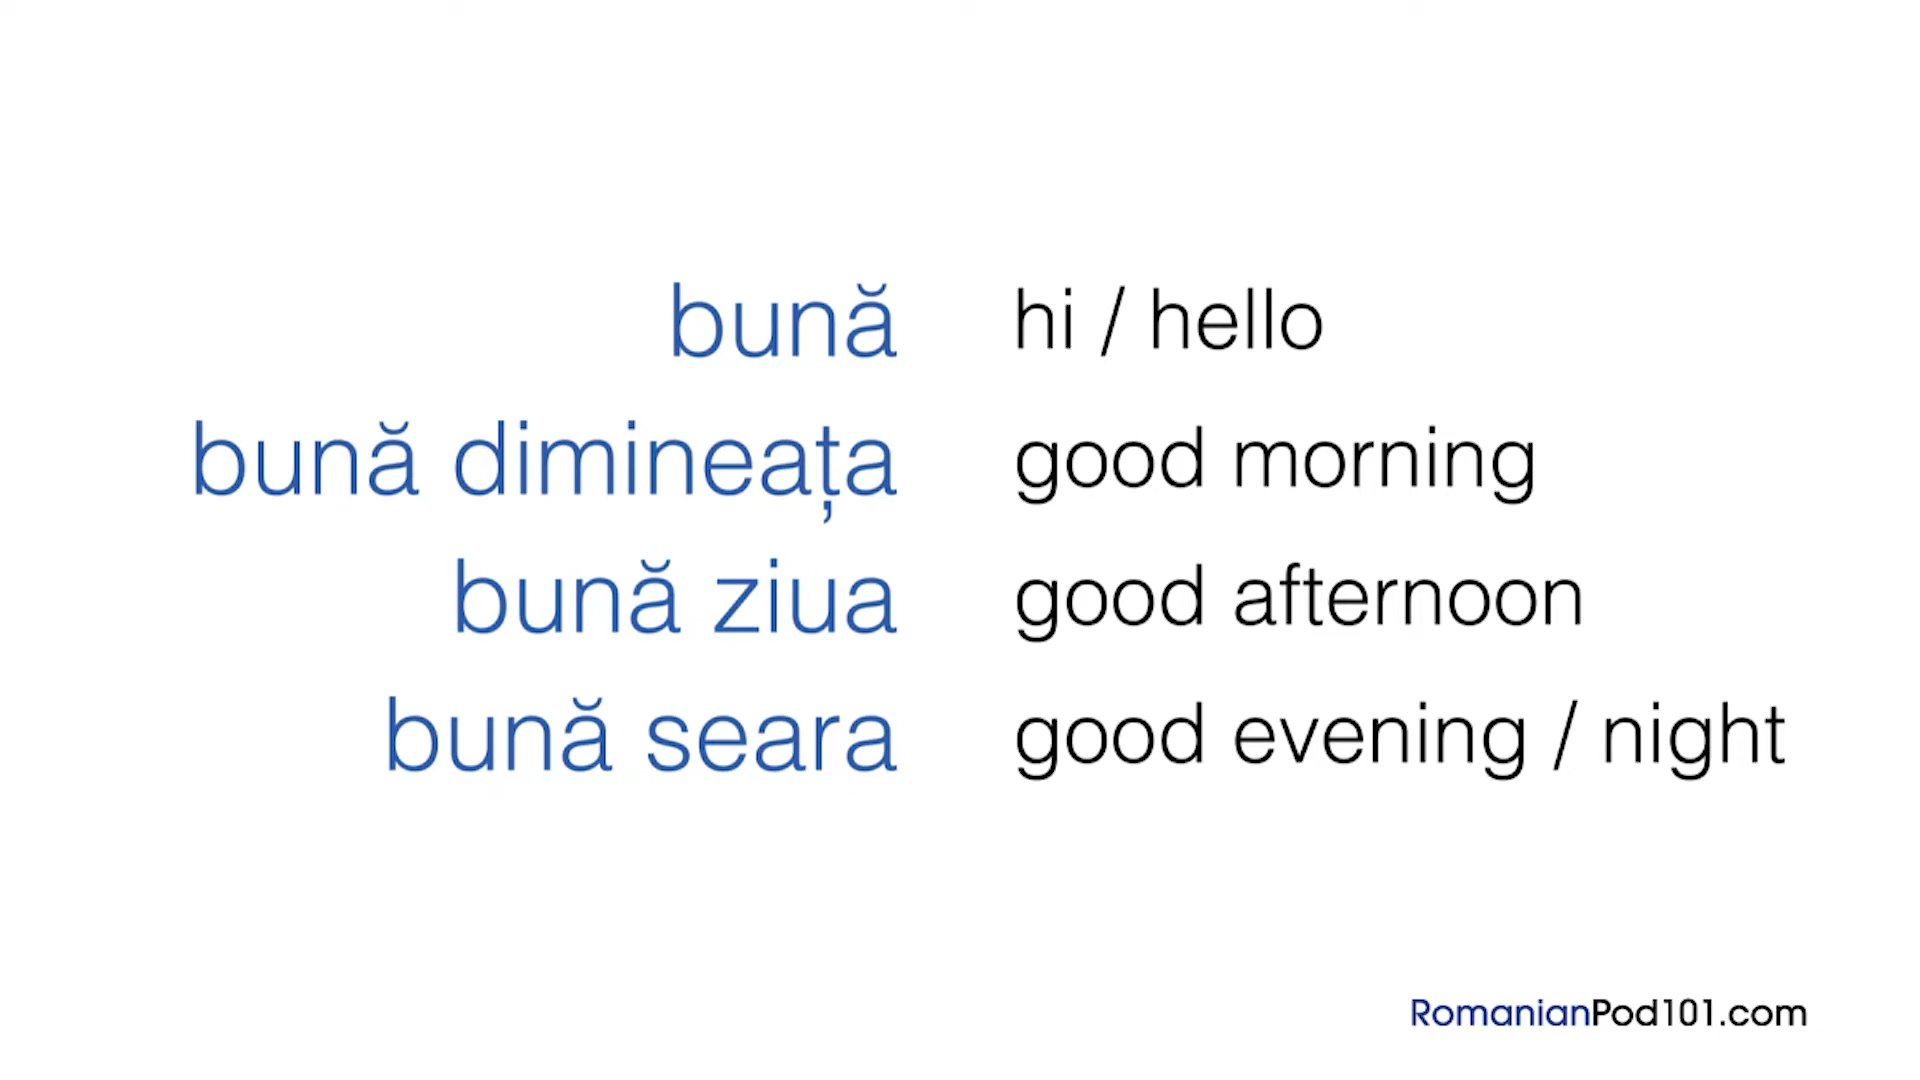 bună hi / hello
bună dimineața good morning
bună ziua good afternoon
bună seara good evening / night
RomanianPod101.com